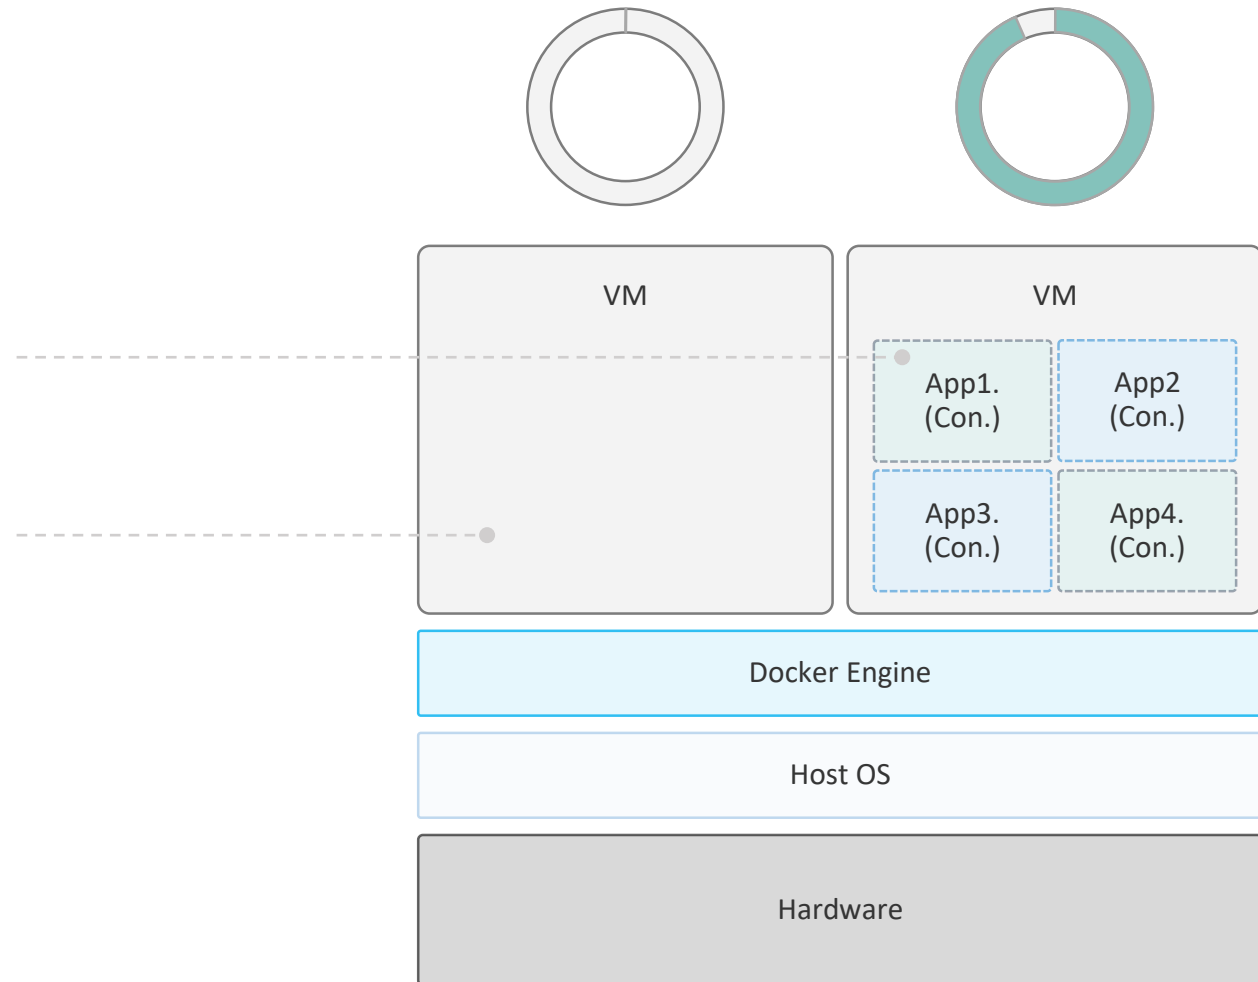 VM
VM
App1.
(Con.)
App2
(Con.)
App3.
(Con.)
App4.
(Con.)
Docker Engine
Host OS
Hardware